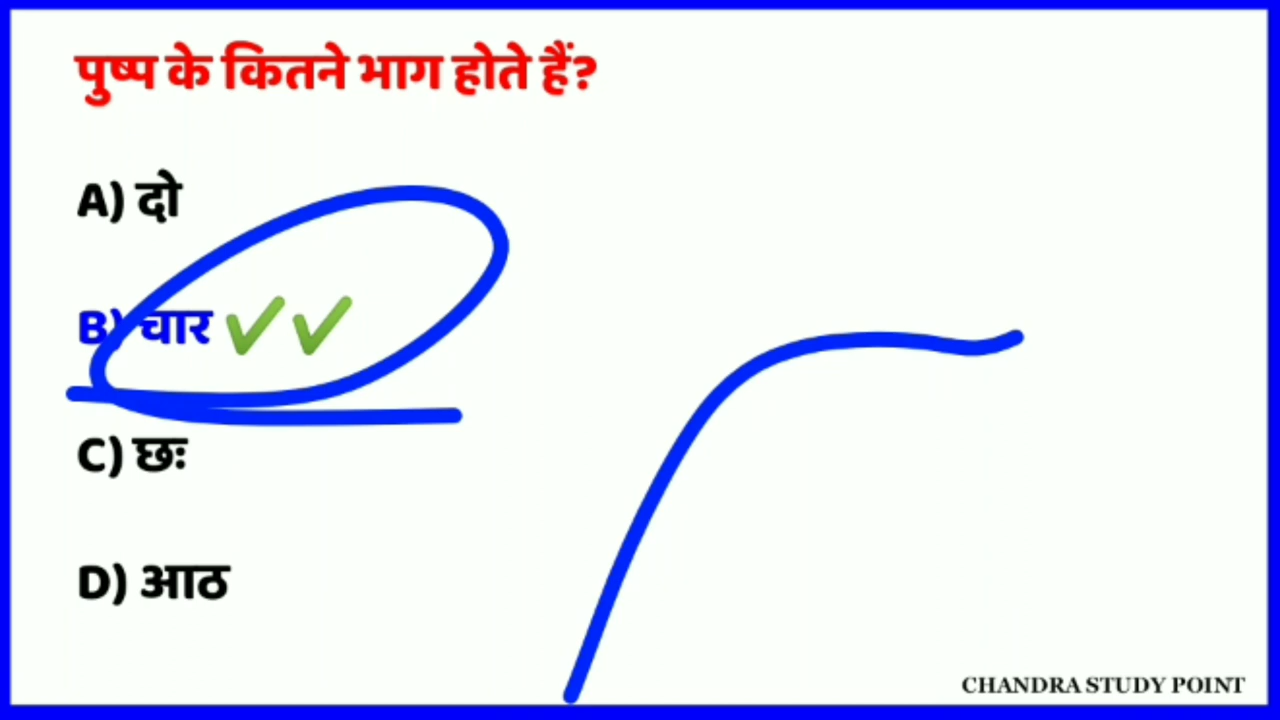 पुष्प के कितने भाग होते हैं?
A) दो
B) चार ✔✔
C) छः
D) आठ
CHANDRA STUDY POINT